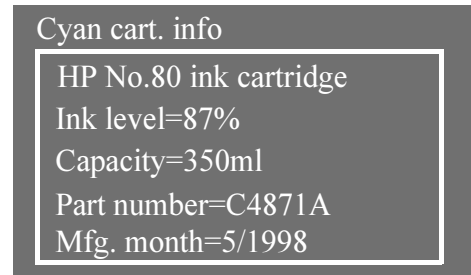 Cyan cart. info
HP No.80 ink cartridge
Ink level=87%
Capacity=350ml
Part number=C4871A
Mfg. month=5/1998